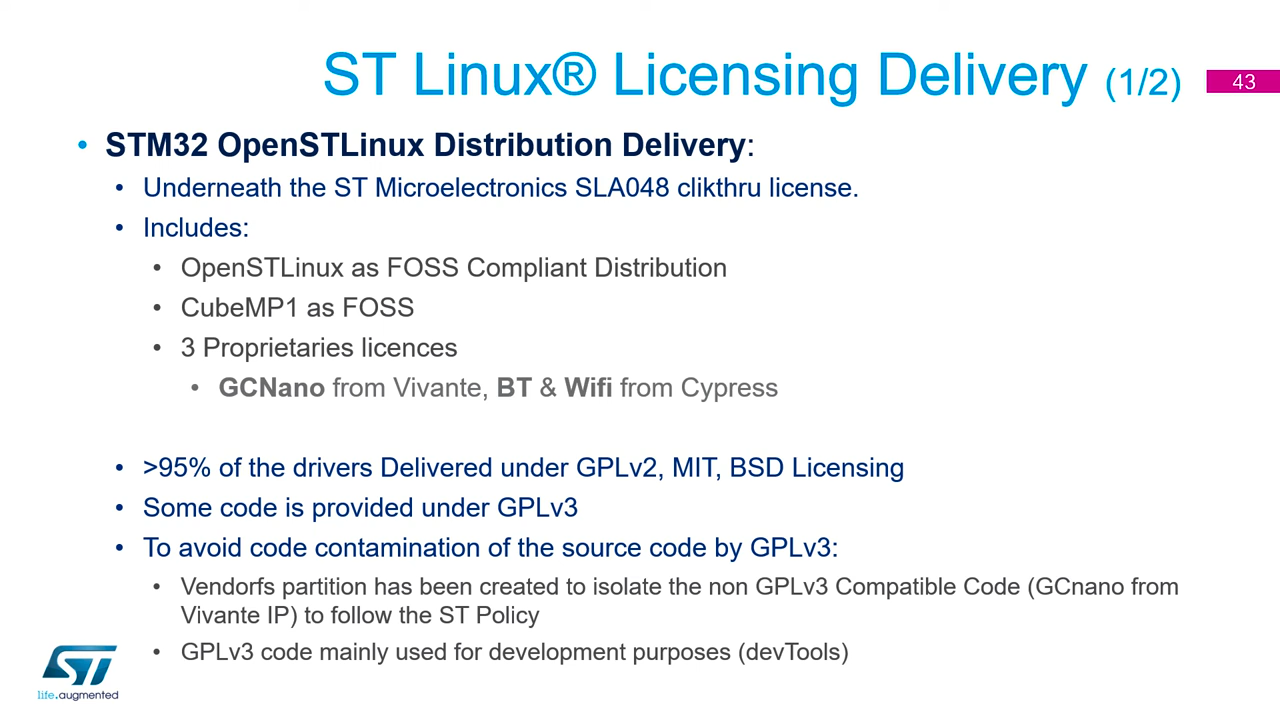 ST Linux® Licensing Delivery (1/2)
43
• STM32 OpenSTLinux Distribution Delivery:
• Underneath the ST Microelectronics SLA048 clikthru license.
• Includes:
• OpenSTLinux as FOSS Compliant Distribution
• CubeMP1 as FOSS
• 3 Proprietaries licences
• GCNano from Vivante, BT & Wifi from Cypress
• >95% of the drivers Delivered under GPLv2, MIT, BSD Licensing
• Some code is provided under GPLv3
• To avoid code contamination of the source code by GPLv3:
• Vendorfs partition has been created to isolate the non GPLv3 Compatible Code (GCnano from
Vivante IP) to follow the ST Policy
• GPLv3 code mainly used for development purposes (devTools)
ST
life.augmented